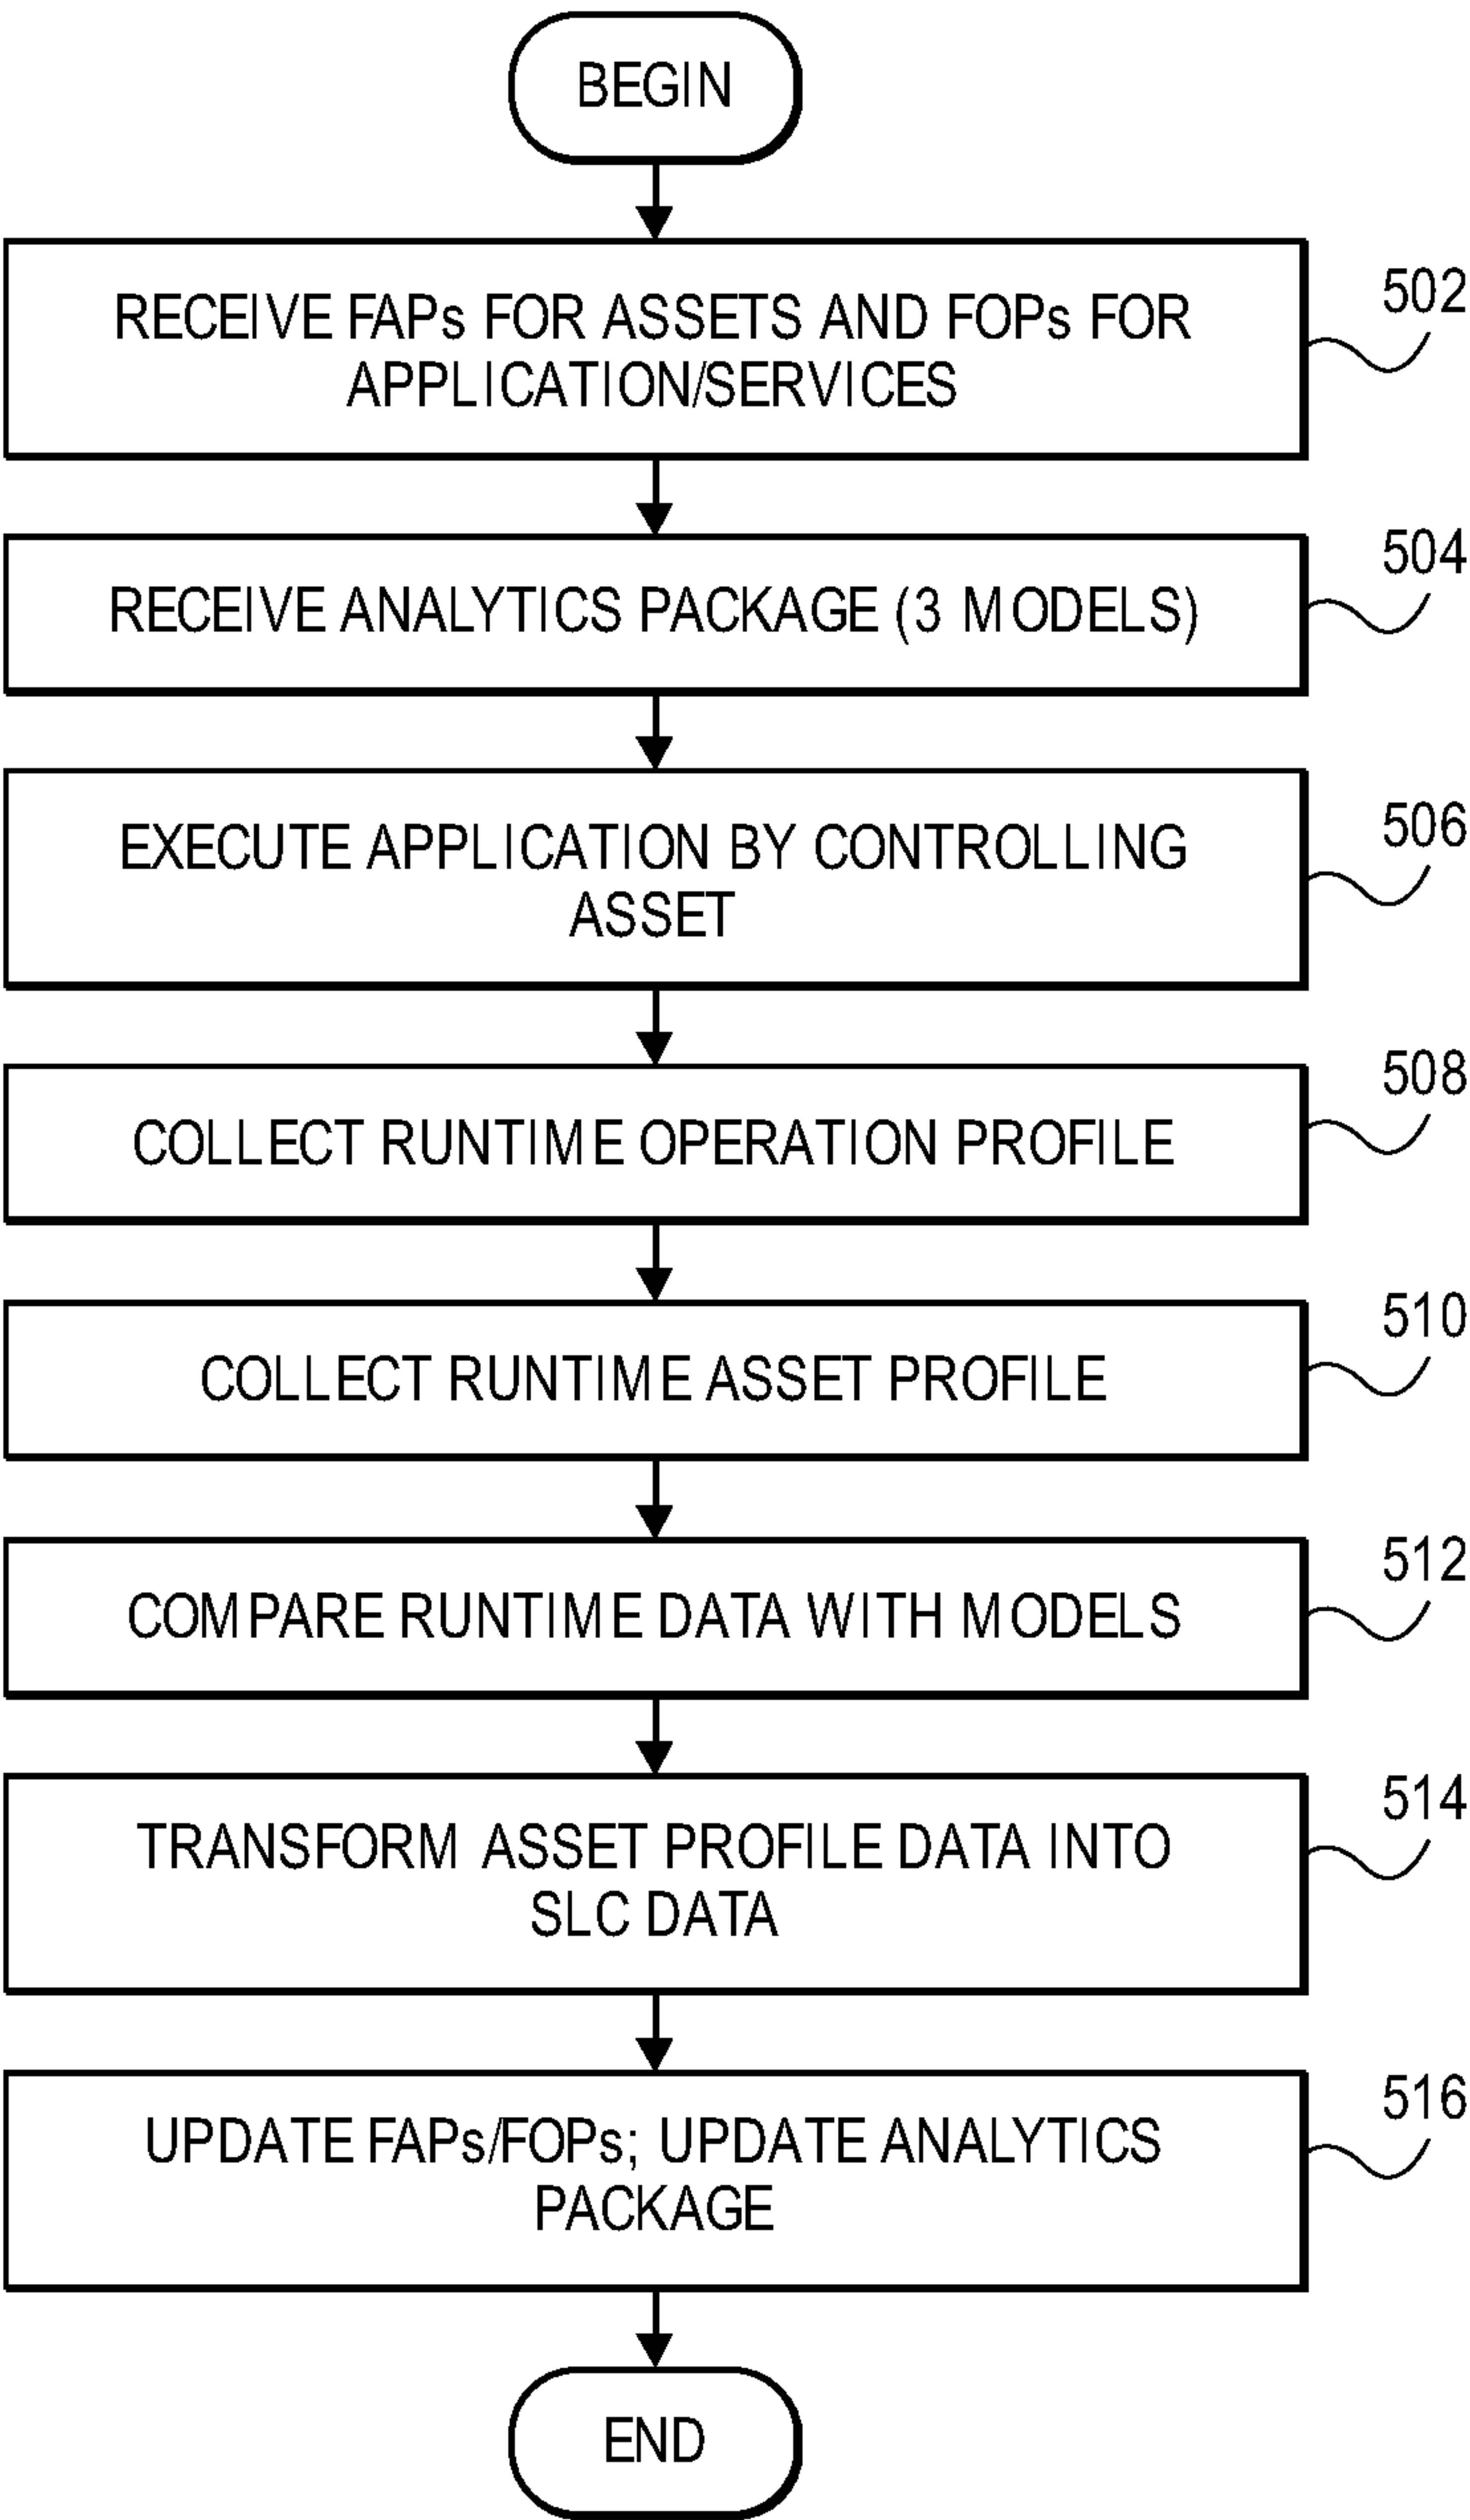 BEGIN
RECEIVE FAPs FOR ASSETS AND FOPs FOR
APPLICATION/SERVICES
502
RECEIVE ANALYTICS PACKAGE (3 MODELS)
504
EXECUTE APPLICATION BY CONTROLLING
ASSET
506
COLLECT RUNTIME OPERATION PROFILE
508
COLLECT RUNTIME ASSET PROFILE
510
COMPARE RUNTIME DATA WITH MODELS
512
TRANSFORM ASSET PROFILE DATA INTO
SLC DATA
514
UPDATE FAPs/FOPs; UPDATE ANALYTICS
PACKAGE
516
END